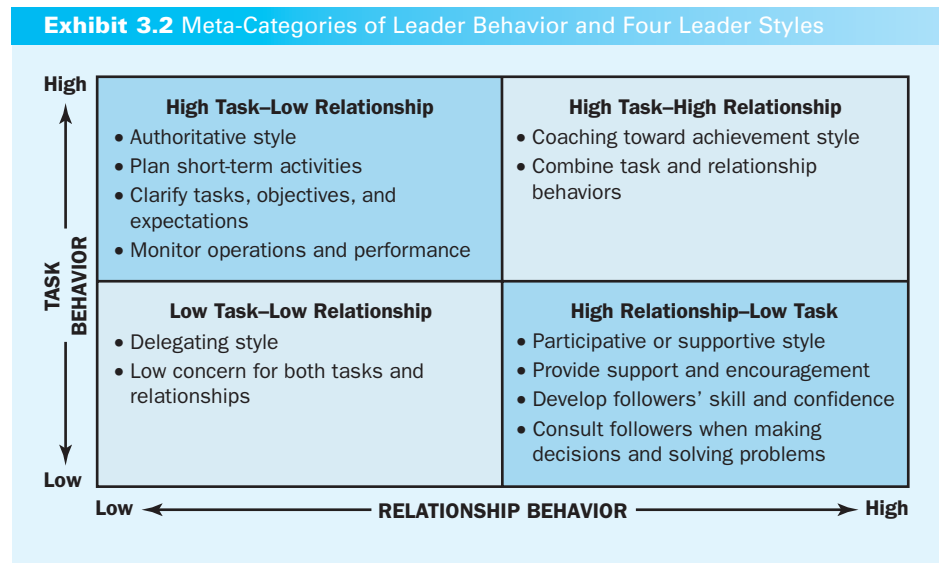 Exhibit 3.2 Meta-Categories of Leader Behavior and Four Leader Styles
High
High Task–Low Relationship
• Authoritative style
• Plan short-term activities
• Clarify tasks, objectives, and
expectations
• Monitor operations and performance
High Task–High Relationship
• Coaching toward achievement style
• Combine task and relationship
behaviors
TASK
BEHAVIOR
Low Task–Low Relationship
• Delegating style
• Low concern for both tasks and
relationships
High Relationship–Low Task
• Participative or supportive style
• Provide support and encouragement
• Develop followers’ skill and confidence
• Consult followers when making
decisions and solving problems
Low
Low
RELATIONSHIP BEHAVIOR
High